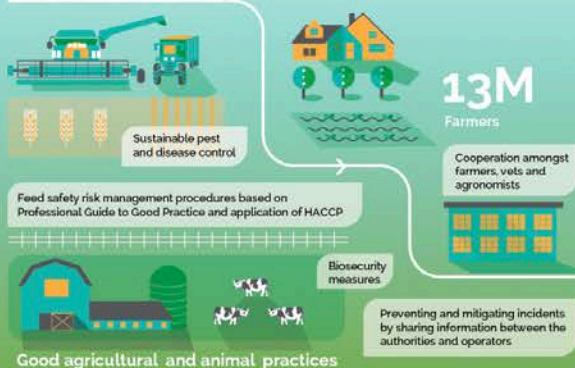 13M
Farmers
Sustainable pest
and disease control
Cooperation amongst
farmers, vets and
agronomists
Feed safety risk management procedures based on
Professional Guide to Good Practice and application of HACCP
Biosecurity
measures
Preventing and mitigating incidents
by sharing information between the
authorities and operators
Good agricultural and animal practices